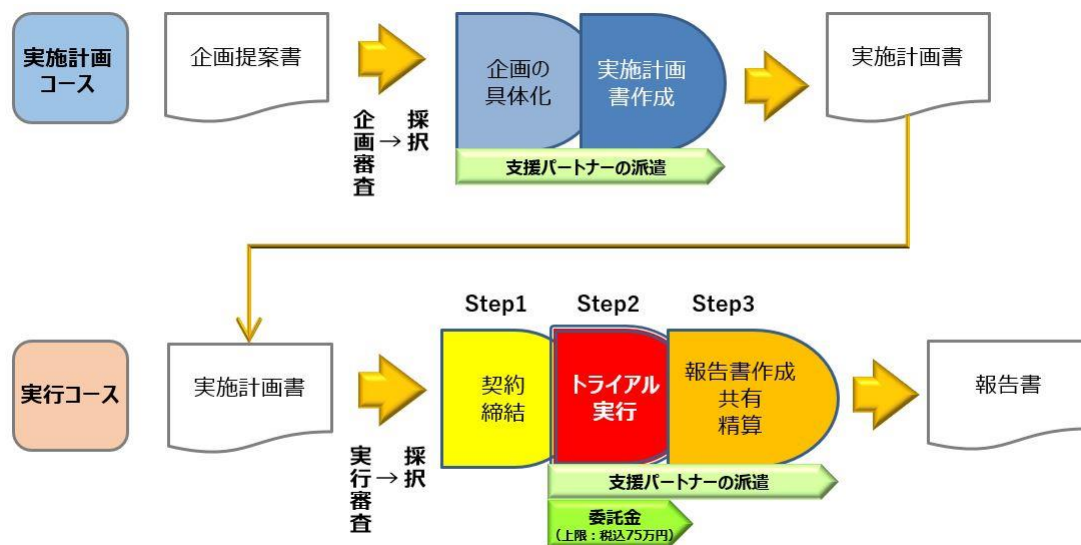 実施計画
コース
企画提案書
企画審査
→
採択
企画の
具体化
実施計画
書作成
支援パートナーの派遣
実施計画書
実行コース
実施計画書
実行審査
→
採択
Step1
契約
締結
Step2
トライアル
実行
Step3
報告書作成
共有
精算
支援パートナーの派遣
委託金
（上限：税込75万円）
報告書